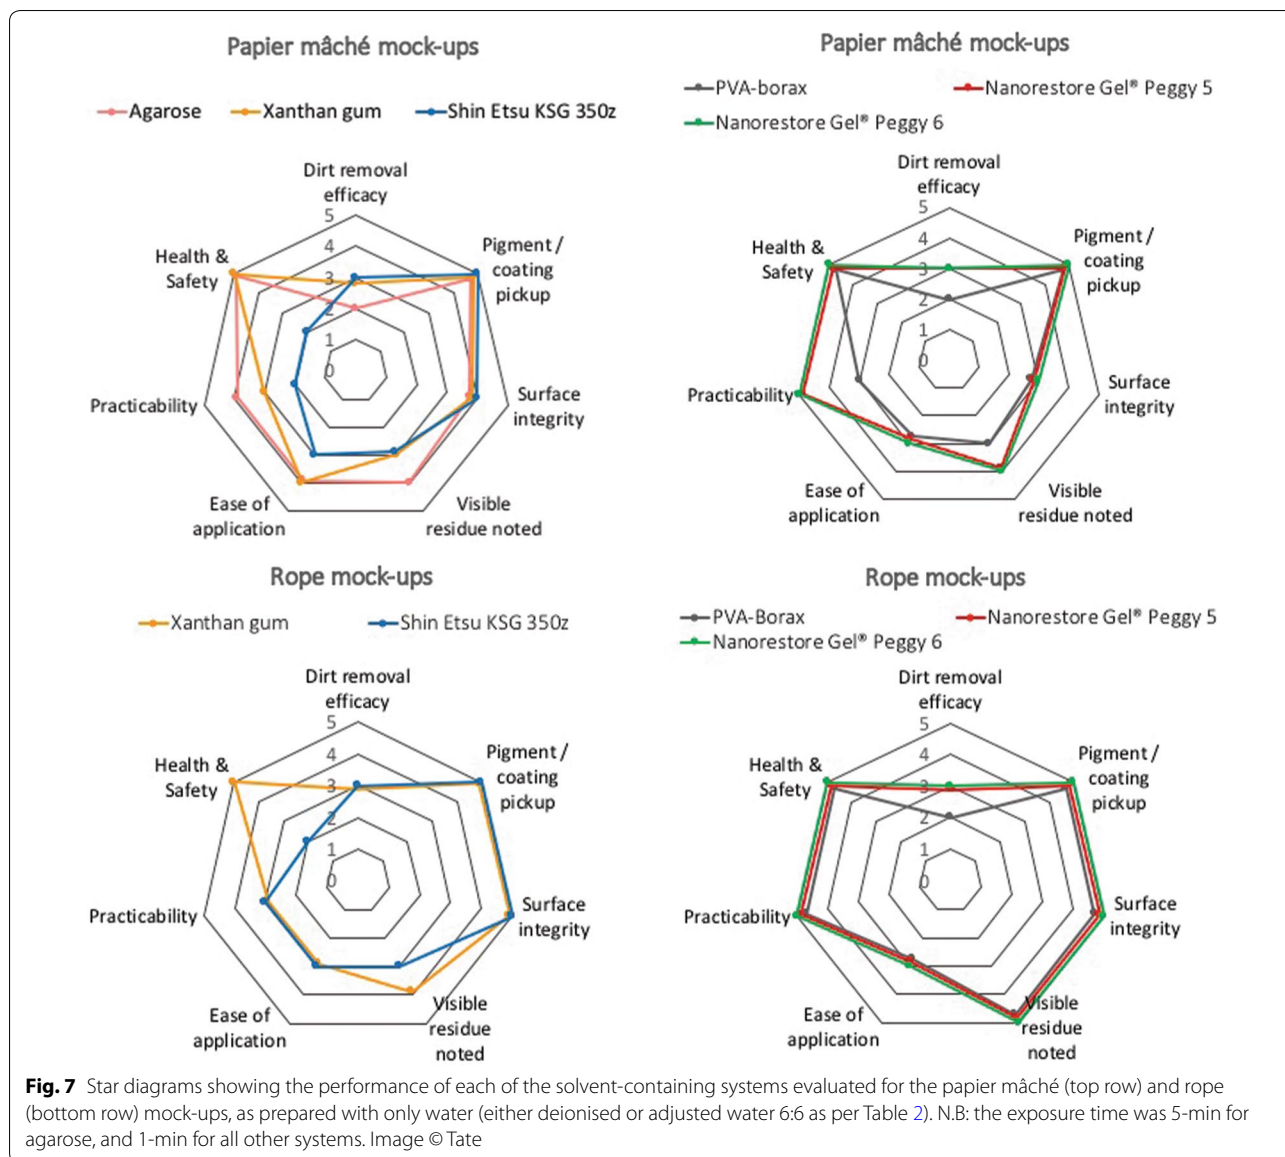 Papier mâché mock-ups
Agarose Xanthan gum Shin Etsu KSG 350z
Dirt removal
efficacy
5
4
3
2
1
0
Pigment /
coating
pickup
Surface
integrity
Visible
residue noted
Ease of
application
Practicability
Health &
Safety
Papier mâché mock-ups
PVA-borax Nanorestore Gel® Peggy 5
Nanorestore Gel® Peggy 6
Dirt removal
efficacy
5
4
3
2
1
0
Pigment /
coating
pickup
Surface
integrity
Visible
residue noted
Ease of
application
Practicability
Health &
Safety
Rope mock-ups
Xanthan gum Shin Etsu KSG 350z
Dirt removal
efficacy
5
4
3
2
1
0
Pigment /
coating
pickup
Surface
integrity
Visible
residue
noted
Ease of
application
Practicability
Health &
Safety
Rope mock-ups
PVA-Borax Nanorestore Gel® Peggy 5
Nanorestore Gel® Peggy 6
Dirt removal
efficacy
5
4
3
2
1
0
Pigment /
coating
pickup
Surface
integrity
Visible
residue
noted
Ease of
application
Practicability
Health &
Safety
Fig. 7 Star diagrams showing the performance of each of the solvent-containing systems evaluated for the papier mâché (top row) and rope
(bottom row) mock-ups, as prepared with only water (either deionised or adjusted water 6:6 as per Table 2). N.B: the exposure time was 5-min for
agarose, and 1-min for all other systems. Image © Tate